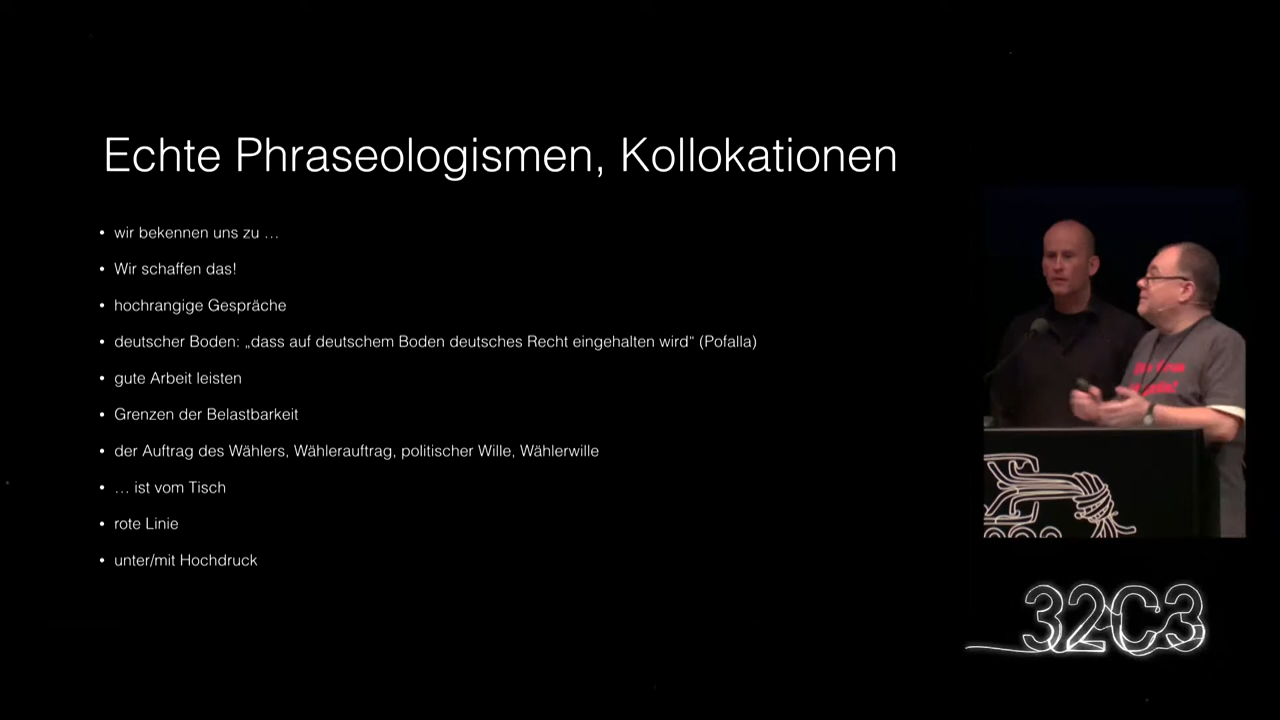 Echte Phraseologismen, Kollokationen
• wir bekennen uns zu …
• Wir schaffen das!
• hochrangige Gespräche
• deutscher Boden: „dass auf deutschem Boden deutsches Recht eingehalten wird“ (Pofalla)
• gute Arbeit leisten
• Grenzen der Belastbarkeit
• der Auftrag des Wählers, Wählerauftrag, politischer Wille, Wählerwille
• … ist vom Tisch
• rote Linie
• unter/mit Hochdruck
32C3